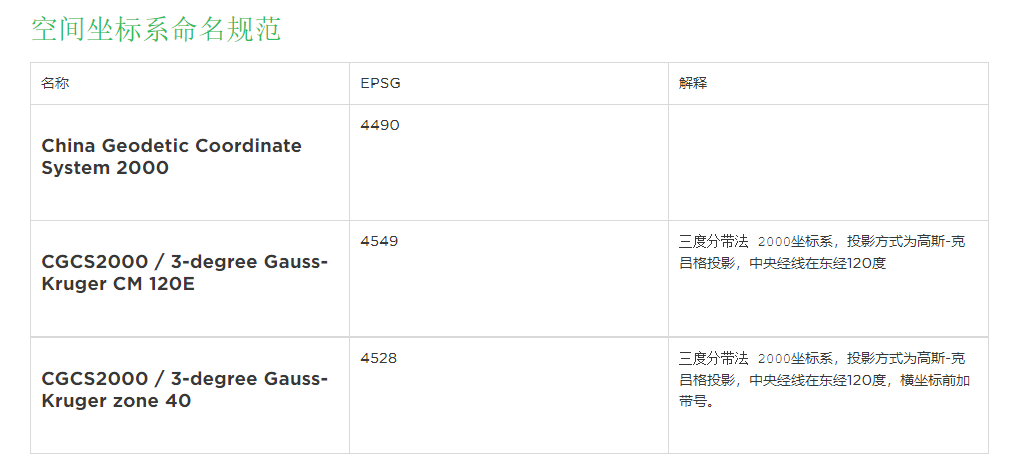 空间坐标系命名规范
名称
EPSG
解释
China Geodetic Coordinate
System 2000
4490
CGCS2000 / 3-degree Gauss-
Kruger CM 120E
4549
三度分带法 2000坐标系，投影方式为高斯-克
吕格投影，中央经线在东经120度
CGCS2000 / 3-degree Gauss-
Kruger zone 40
4528
三度分带法 2000坐标系，投影方式为高斯-克
吕格投影，中央经线在东经120度，横坐标前加
带号。